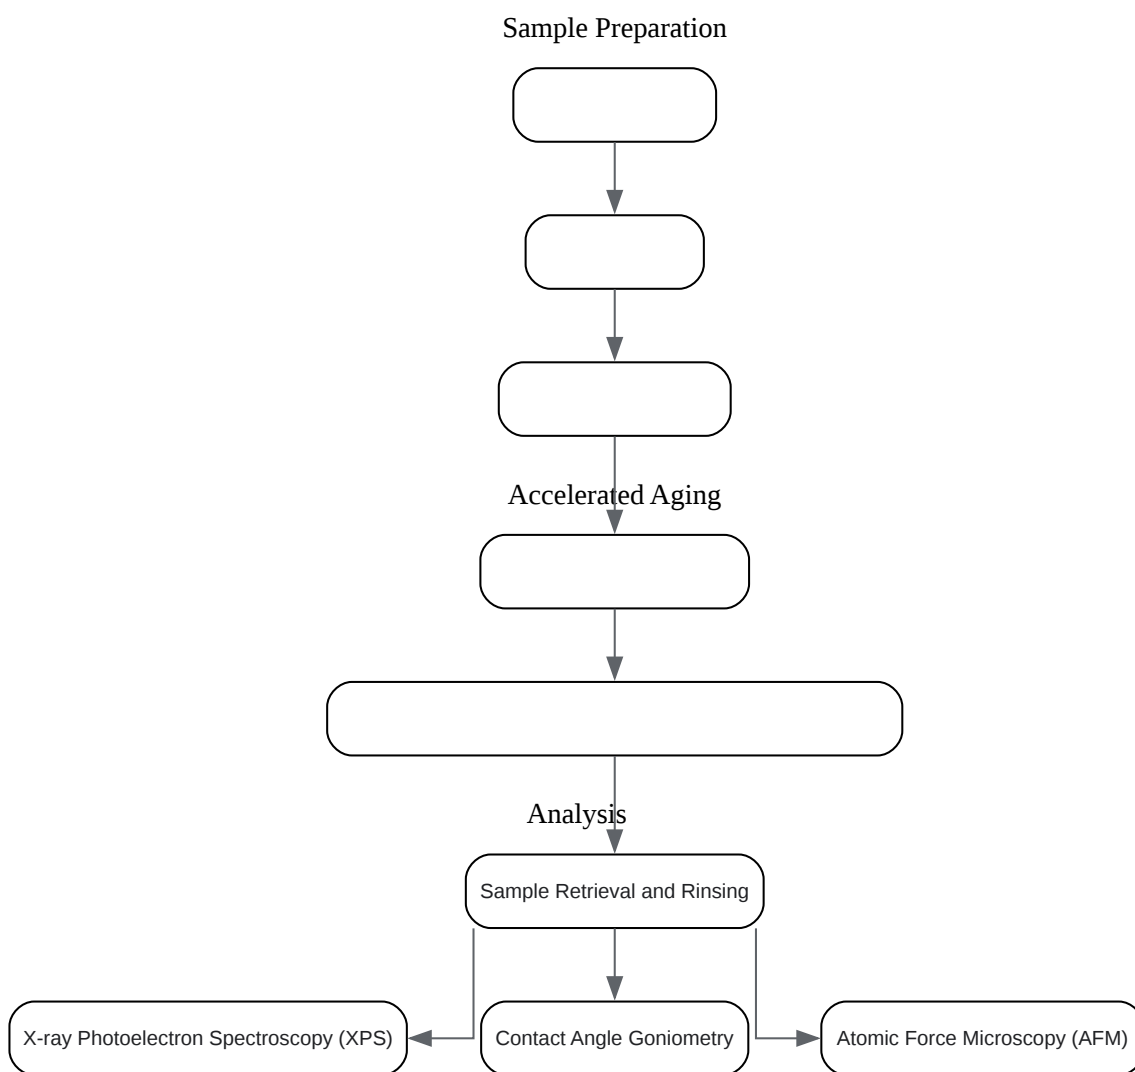 Sample Preparation
Accelerated Aging
Analysis
Sample Retrieval and Rinsing
X-ray Photoelectron Spectroscopy (XPS)
Contact Angle Goniometry
Atomic Force Microscopy (AFM)